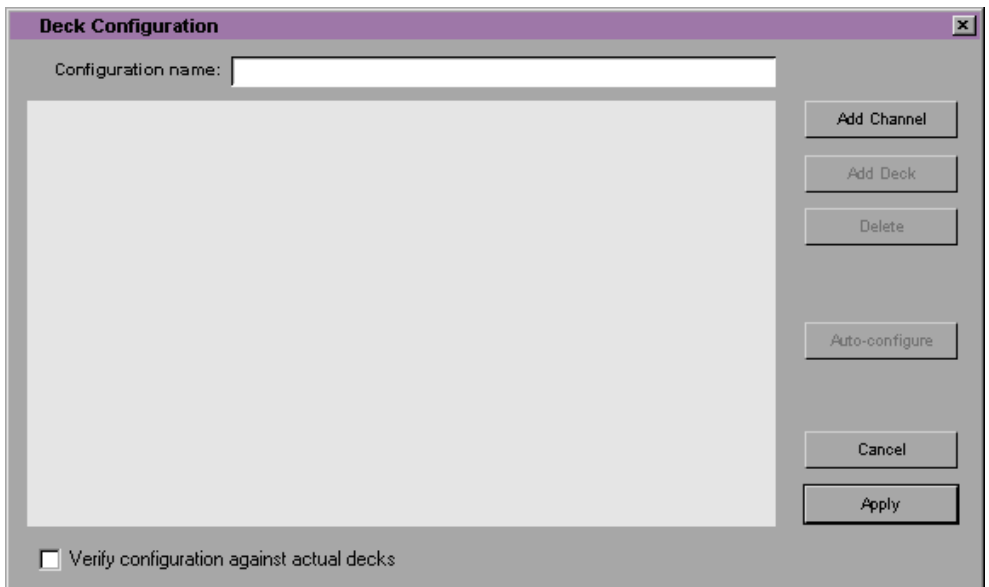 Deck Configuration
Configuration name:
Add Channel
Add Deck
Delete
Auto-configure
Cancel
Apply
Verify configuration against actual decks